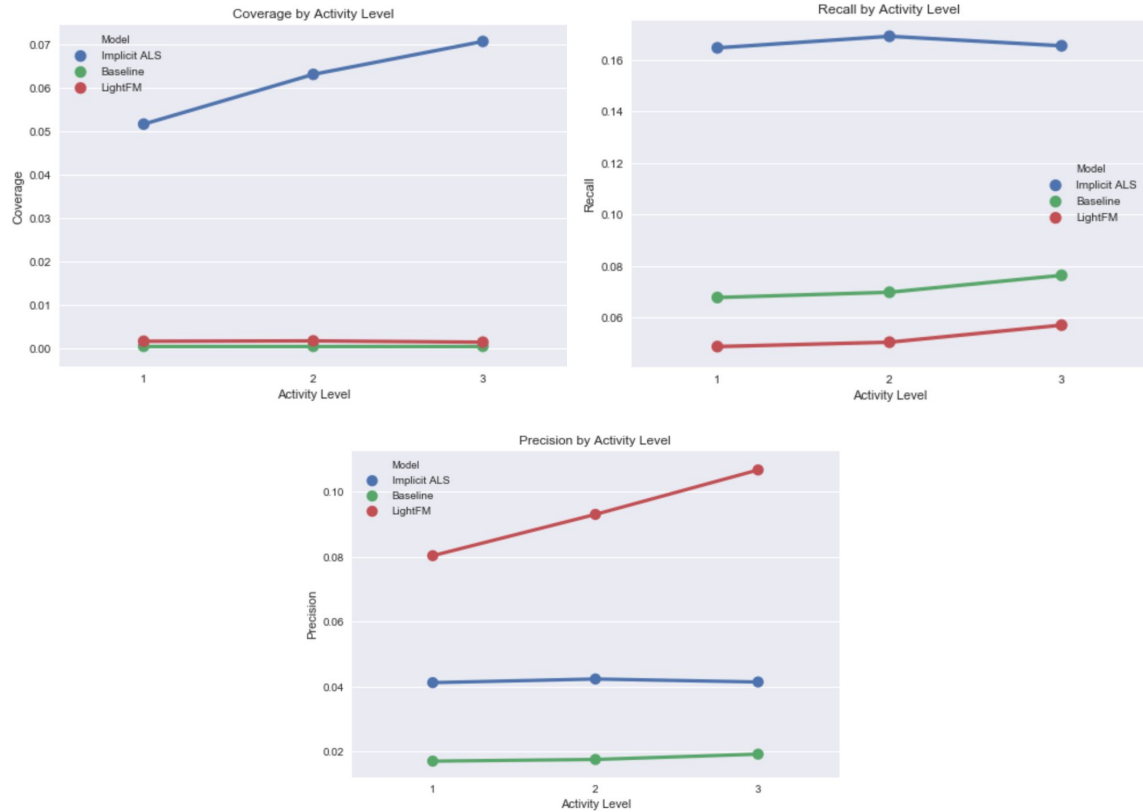 Coverage by Activity Level
Model
Implicit ALS
Baseline
LightFM
0.07
0.06
0.05
0.04
0.03
0.02
0.01
0.00
Coverage
1 2 3
Activity Level
Recall by Activity Level
0.16
0.14
0.12
0.10
0.08
0.06
Recall
Model
Implicit ALS
Baseline
LightFM
1 2 3
Activity Level
Precision by Activity Level
Model
Implicit ALS
Baseline
LightFM
0.10
0.08
0.06
0.04
0.02
Precision
1 2 3
Activity Level